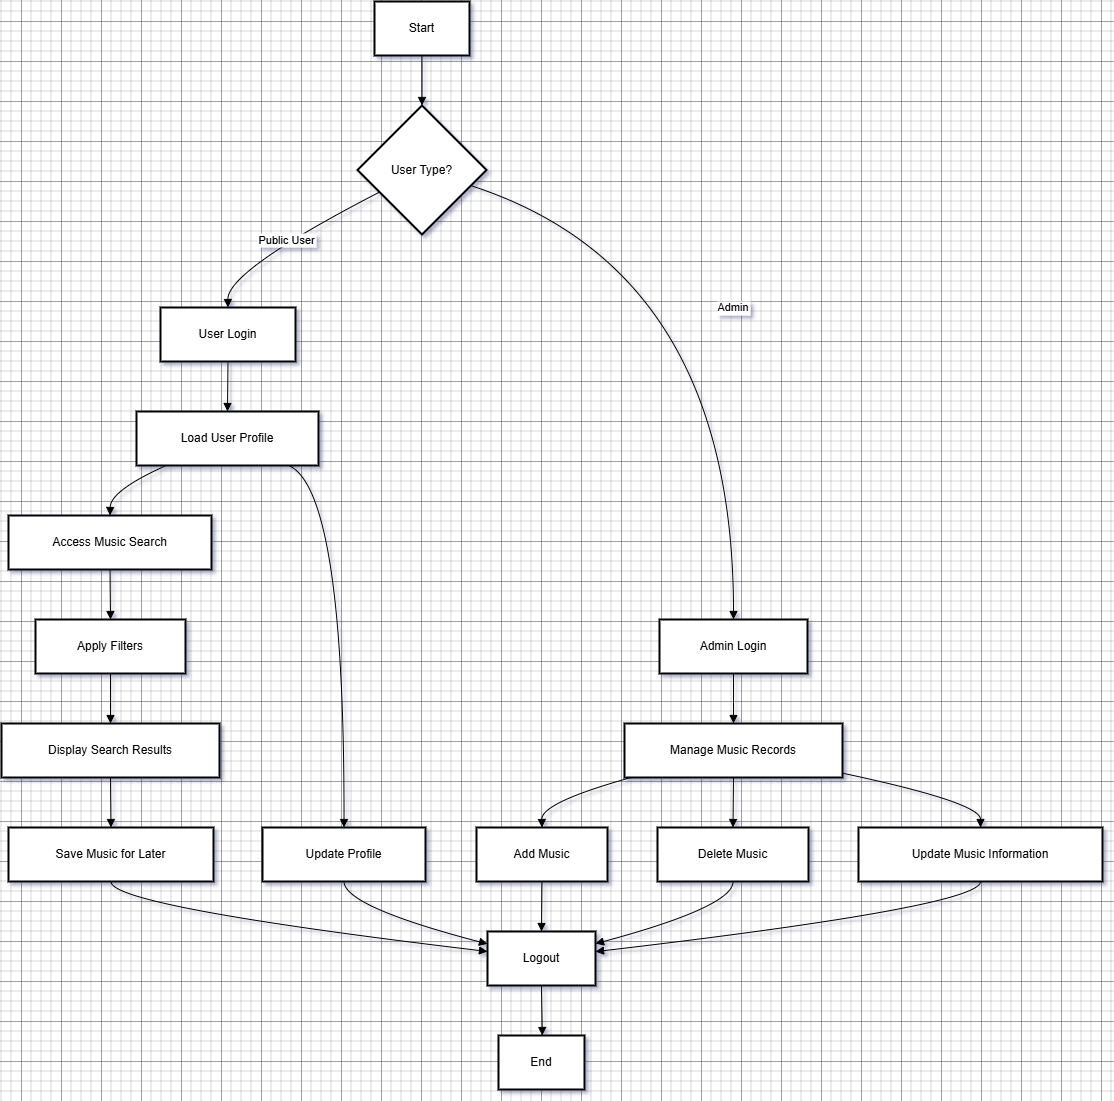 Start
User Type?
Public User
Admin
User Login
Load User Profile
Access Music Search
Apply Filters
Admin Login
Display Search Results
Manage Music Records
Save Music for Later
Update Profile
Add Music
Delete Music
Update Music Information
Logout
End